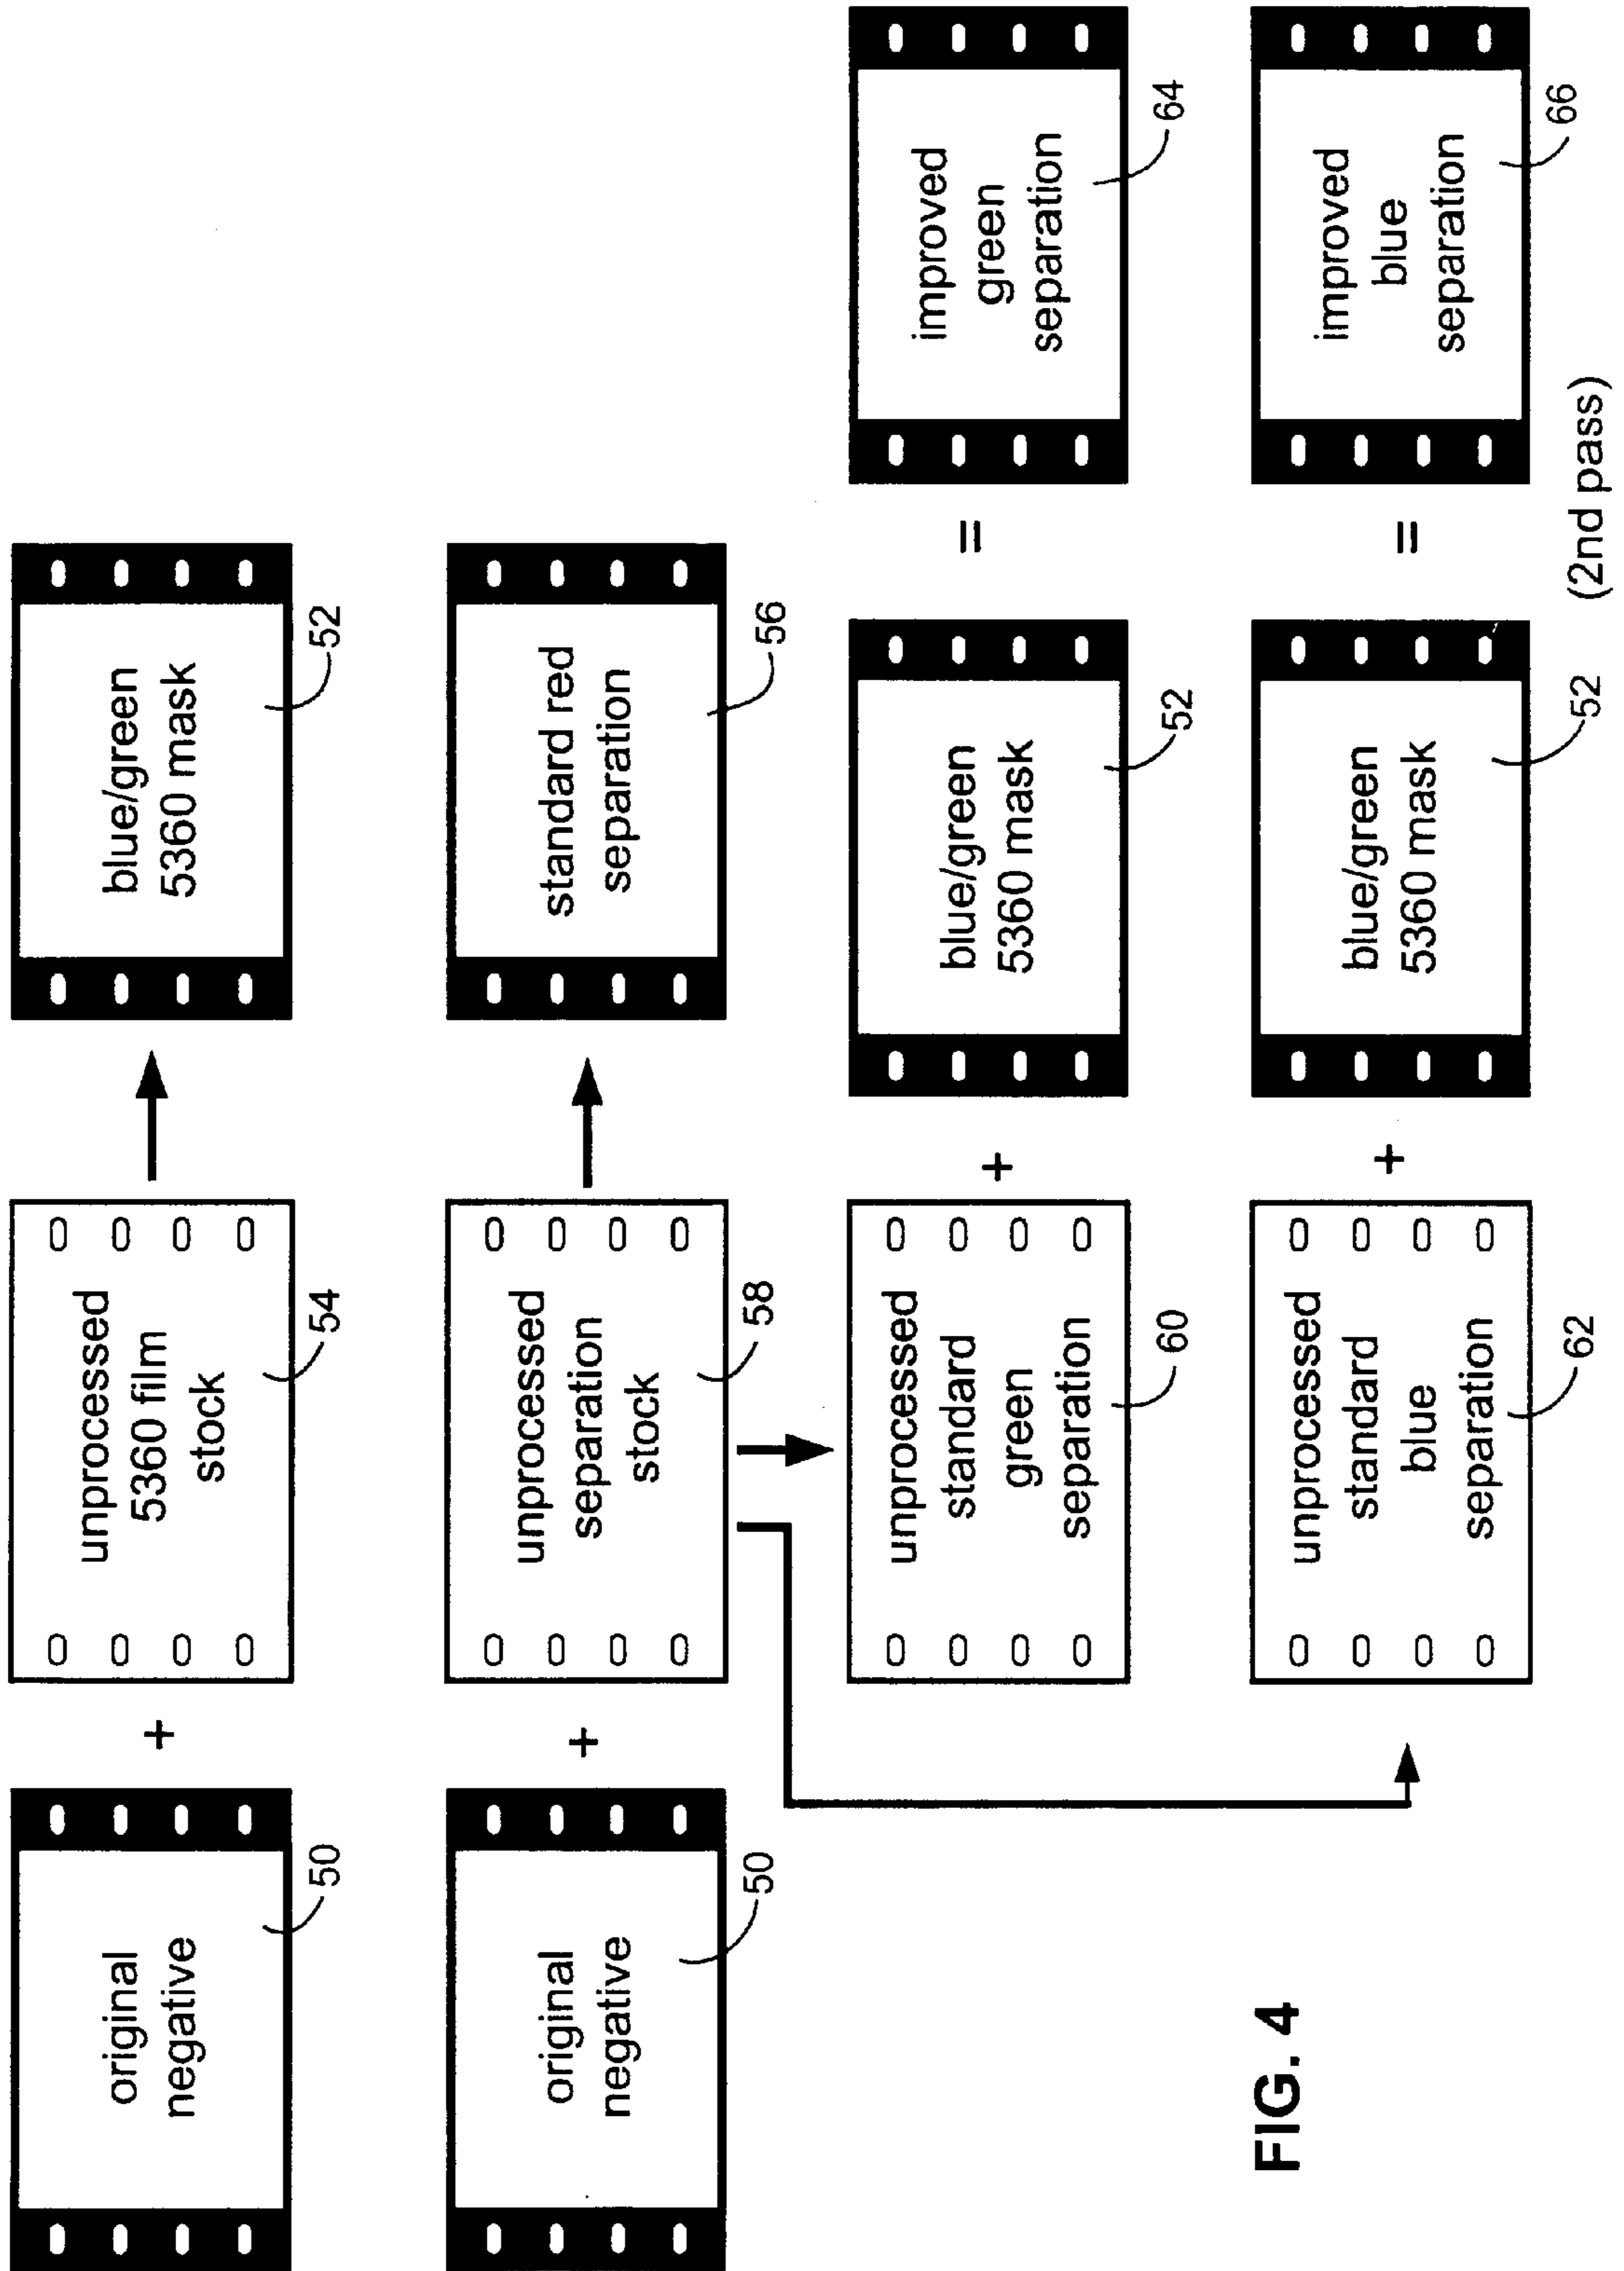 original
negative
50
+
unprocessed
5360 film
stock
54
blue/green
5360 mask
52
original
negative
50
+
unprocessed
separation
stock
58
standard red
separation
56
unprocessed
standard
green
separation
60
+
blue/green
5360 mask
52
=
improved
green
separation
64
unprocessed
standard
blue
separation
62
+
blue/green
5360 mask
52
=
improved
blue
separation
66
(2nd pass)
FIG. 4